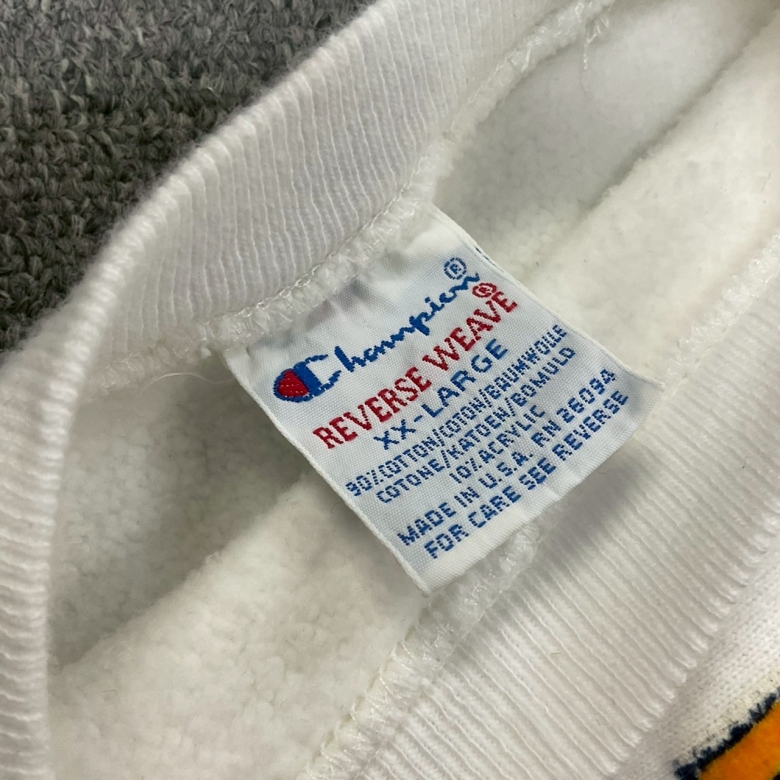 Champion®
REVERSE WEAVE®
XX-LARGE
90%COTTON/COTON/BAUMWOLLE
COTONE/KATOEN/BOMULD
10%ACRYLC
MADE IN U.S.A. RN 26094
FOR CARE SEE REVERSE